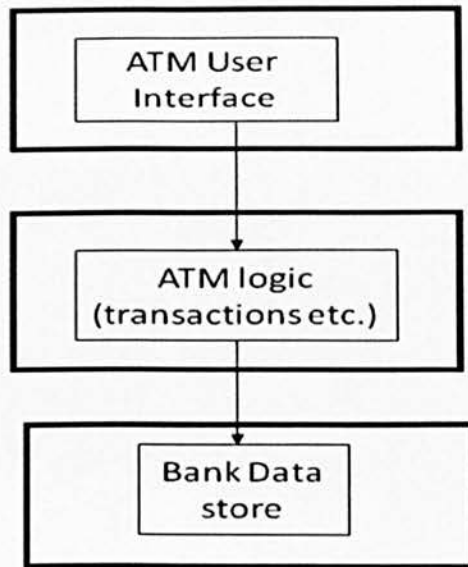 ATM User
Interface
ATM logic
(transactions etc.)
Bank Data
store